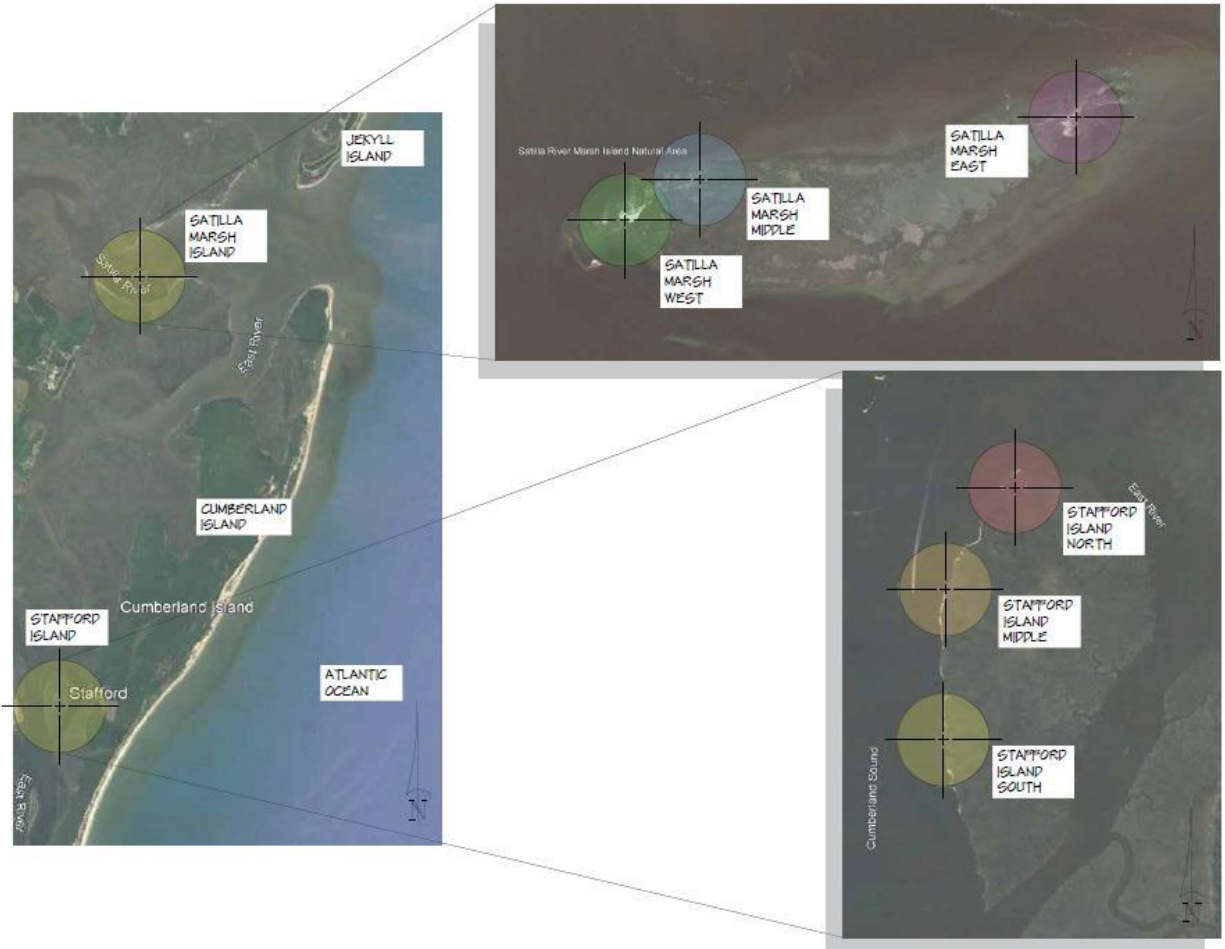 JEKYLL
ISLAND
SATILLA
MARSH
ISLAND
Satilla River
East River
CUMBERLAND
ISLAND
Cumberland Island
STAFFORD
ISLAND
Stafford
ATLANTIC
OCEAN
East River
N
Satilla River Marsh Island Natural Area
SATILLA
MARSH
EAST
SATILLA
MARSH
MIDDLE
SATILLA
MARSH
WEST
N
East River
STAFFORD
ISLAND
NORTH
STAFFORD
ISLAND
MIDDLE
STAFFORD
ISLAND
SOUTH
Cumberland Sound
N